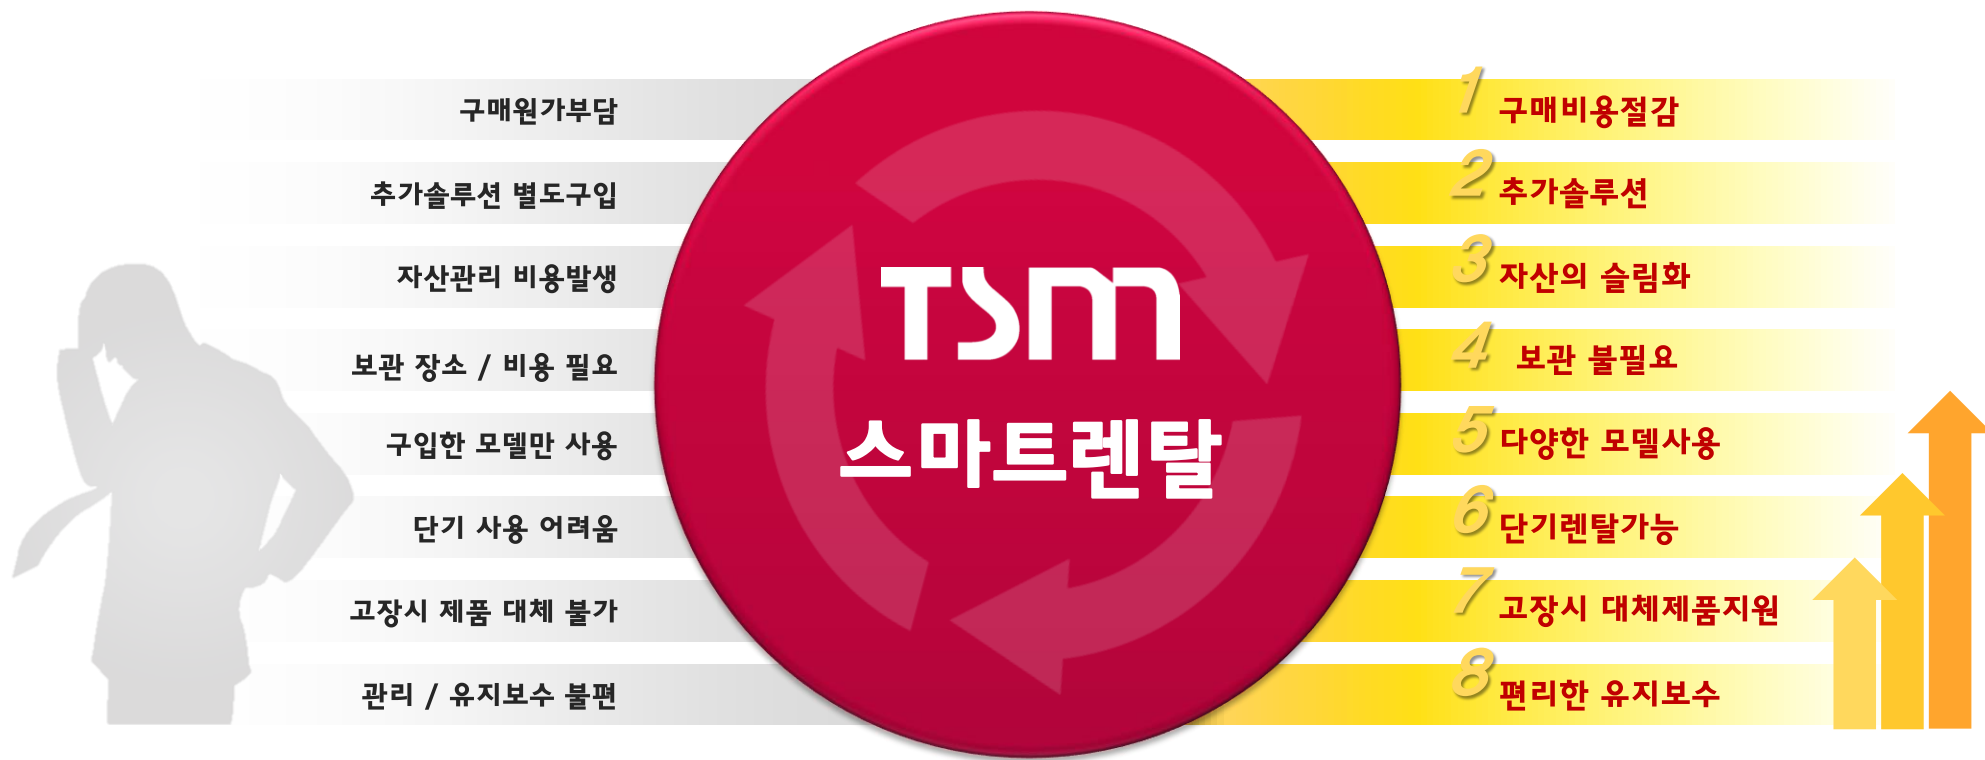 구매원가부담
추가솔루션 별도구입
자산관리 비용발생
보관 장소 / 비용 필요
구입한 모델만 사용
단기 사용 어려움
고장시 제품 대체 불가
관리 / 유지보수 불편
TSM
스마트렌탈
1 구매비용절감
2 추가솔루션
3 자산의 슬림화
4 보관 불필요
5 다양한 모델사용
6 단기렌탈가능
7 고장시 대체제품지원
8 편리한 유지보수